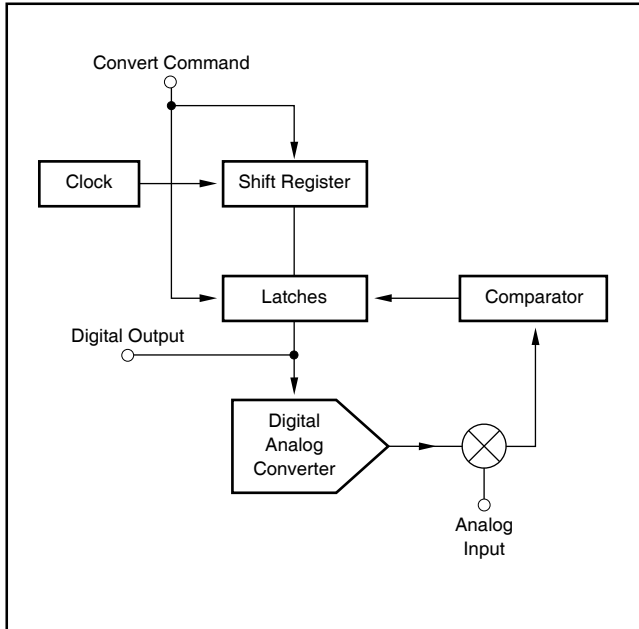 Convert Command
Clock
Shift Register
Latches
Comparator
Digital Output
Digital
Analog
Converter
Analog
Input